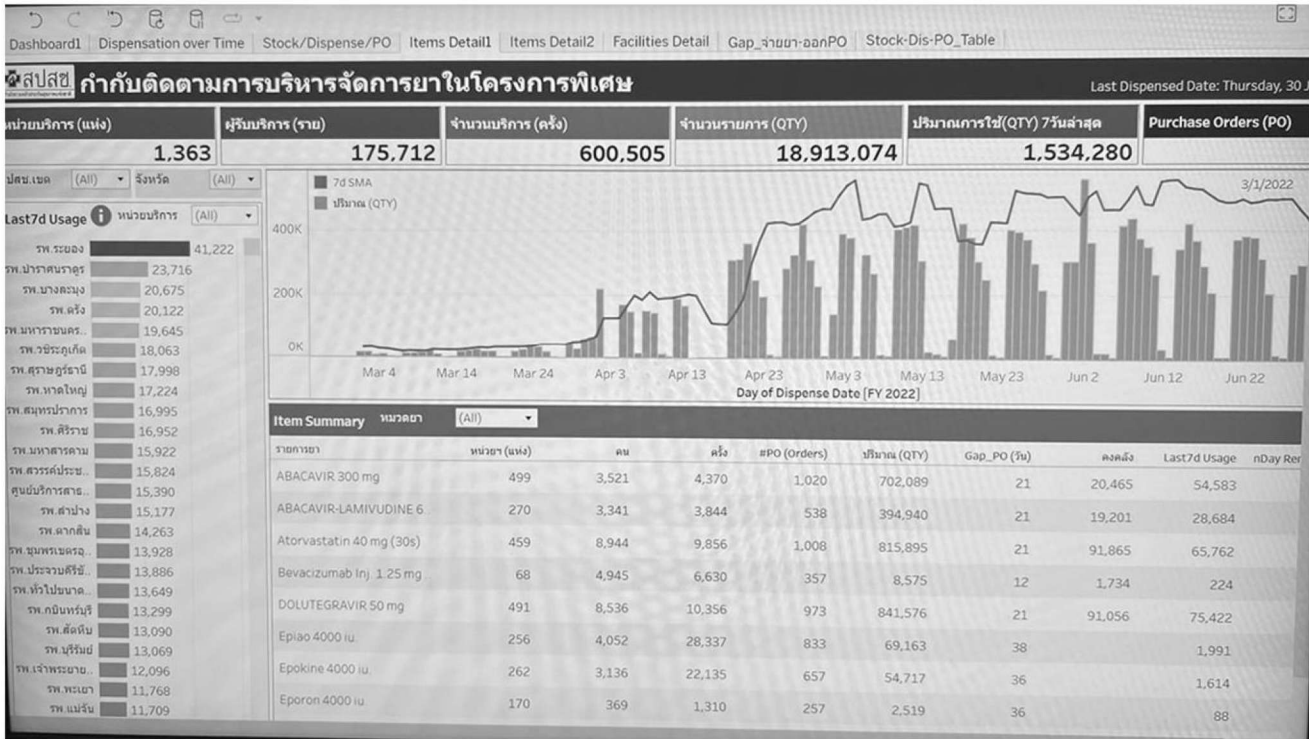 Dashboard1 Dispensation over Time Stock/Dispense/PO Items Detail1 Items Detail2 Facilities Detail Gap_จ่ายยา-ออกPO Stock-Dis-PO_Table
สปสช. กำกับติดตามการบริหารจัดการยาในโครงการพิเศษ Last Dispensed Date: Thursday, 30 J
หน่วยบริการ (แห่ง) ผู้รับบริการ (ราย) จำนวนบริการ (ครั้ง) จำนวนรายการ (QTY) ปริมาณการใช้(QTY) 7วันล่าสุด Purchase Orders (PO)
1,363 175,712 600,505 18,913,074 1,534,280
ปสช.เขต (All) จังหวัด (All)
Last7d Usage หน่วยบริการ (All)
รพ.ระยอง 41,222
รพ.ปาราศนราดูร 23,716
รพ.บางละมุง 20,675
รพ.ตรัง 20,122
รพ.มหาราชนคร.. 19,645
รพ.วชิระภูเก็ต 18,063
รพ.สุราษฎร์ธานี 17,998
รพ.หาดใหญ่ 17,224
รพ.สมุทรปราการ 16,995
รพ.ศิริราช 16,952
รพ.มหาสารคาม 15,922
รพ.สวรรค์ประช.. 15,824
ศูนย์บริการสาธ.. 15,390
รพ.ลำปาง 15,177
รพ.ตากสิน 14,263
รพ.ชุมพรเขตรอุ.. 13,928
รพ.ประจวบคีรีขั.. 13,886
รพ.ทั่วไปขนาด.. 13,649
รพ.กบินทร์บุรี 13,299
รพ.สัตหีบ 13,090
รพ.บุรีรัมย์ 13,069
รพ.เจ้าพระยาย.. 12,096
รพ.พะเยา 11,768
รพ.แม่จัน 11,709
7d SMA
ปริมาณ (QTY)
3/1/2022
400K
200K
0K
Mar 4 Mar 14 Mar 24 Apr 3 Apr 13 Apr 23 May 3 May 13 May 23 Jun 2 Jun 12 Jun 22
Day of Dispense Date [FY 2022]
Item Summary หมวดยา (All)
รายการยา หน่วยฯ (แห่ง) คน ครั้ง #PO (Orders) ปริมาณ (QTY) Gap_PO (วัน) คงคลัง Last7d Usage nDay Rer
ABACAVIR 300 mg 499 3,521 4,370 1,020 702,089 21 20,465 54,583
ABACAVIR-LAMIVUDINE 6.. 270 3,341 3,844 538 394,940 21 19,201 28,684
Atorvastatin 40 mg (30s) 459 8,944 9,856 1,008 815,895 21 91,865 65,762
Bevacizumab Inj. 1.25 mg 68 4,945 6,630 357 8,575 12 1,734 224
DOLUTEGRAVIR 50 mg 491 8,536 10,356 973 841,576 21 91,056 75,422
Epiao 4000 iu. 256 4,052 28,337 833 69,163 38 1,991
Epokine 4000 iu. 262 3,136 22,135 657 54,717 36 1,614
Eporon 4000 iu. 170 369 1,310 257 2,519 36 88